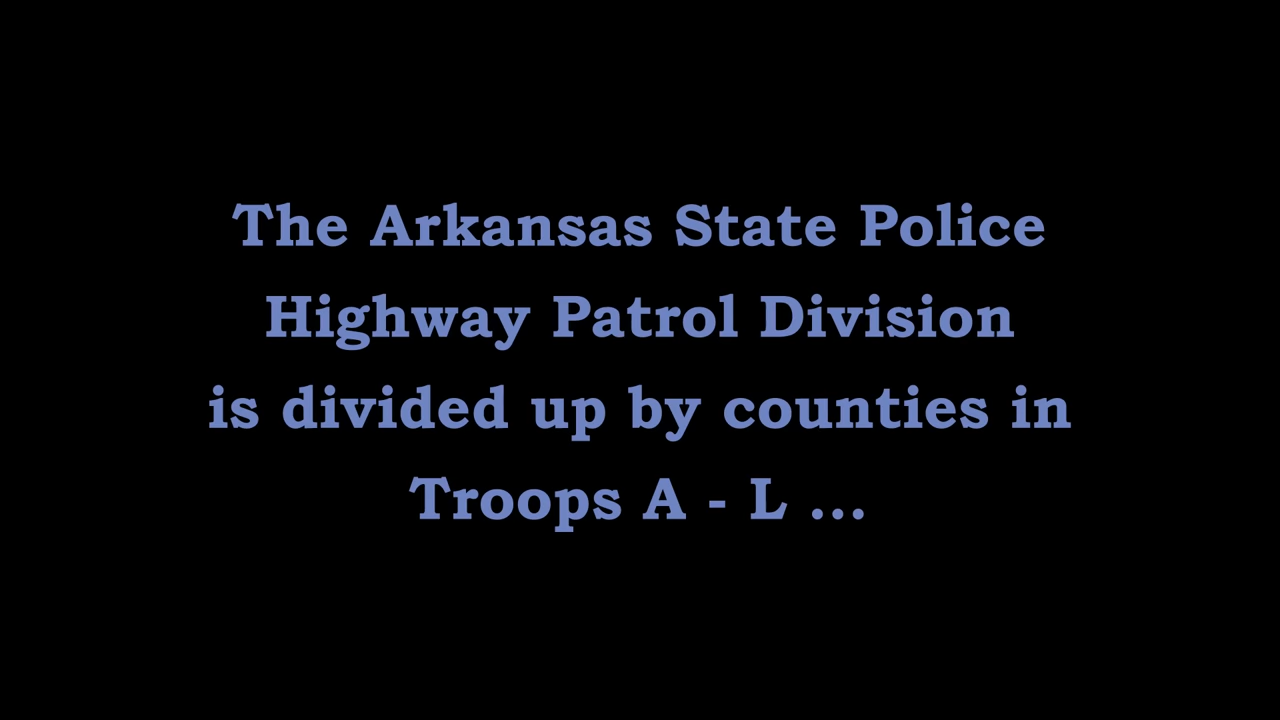 The Arkansas State Police
Highway Patrol Division
is divided up by counties in
Troops A - L ...